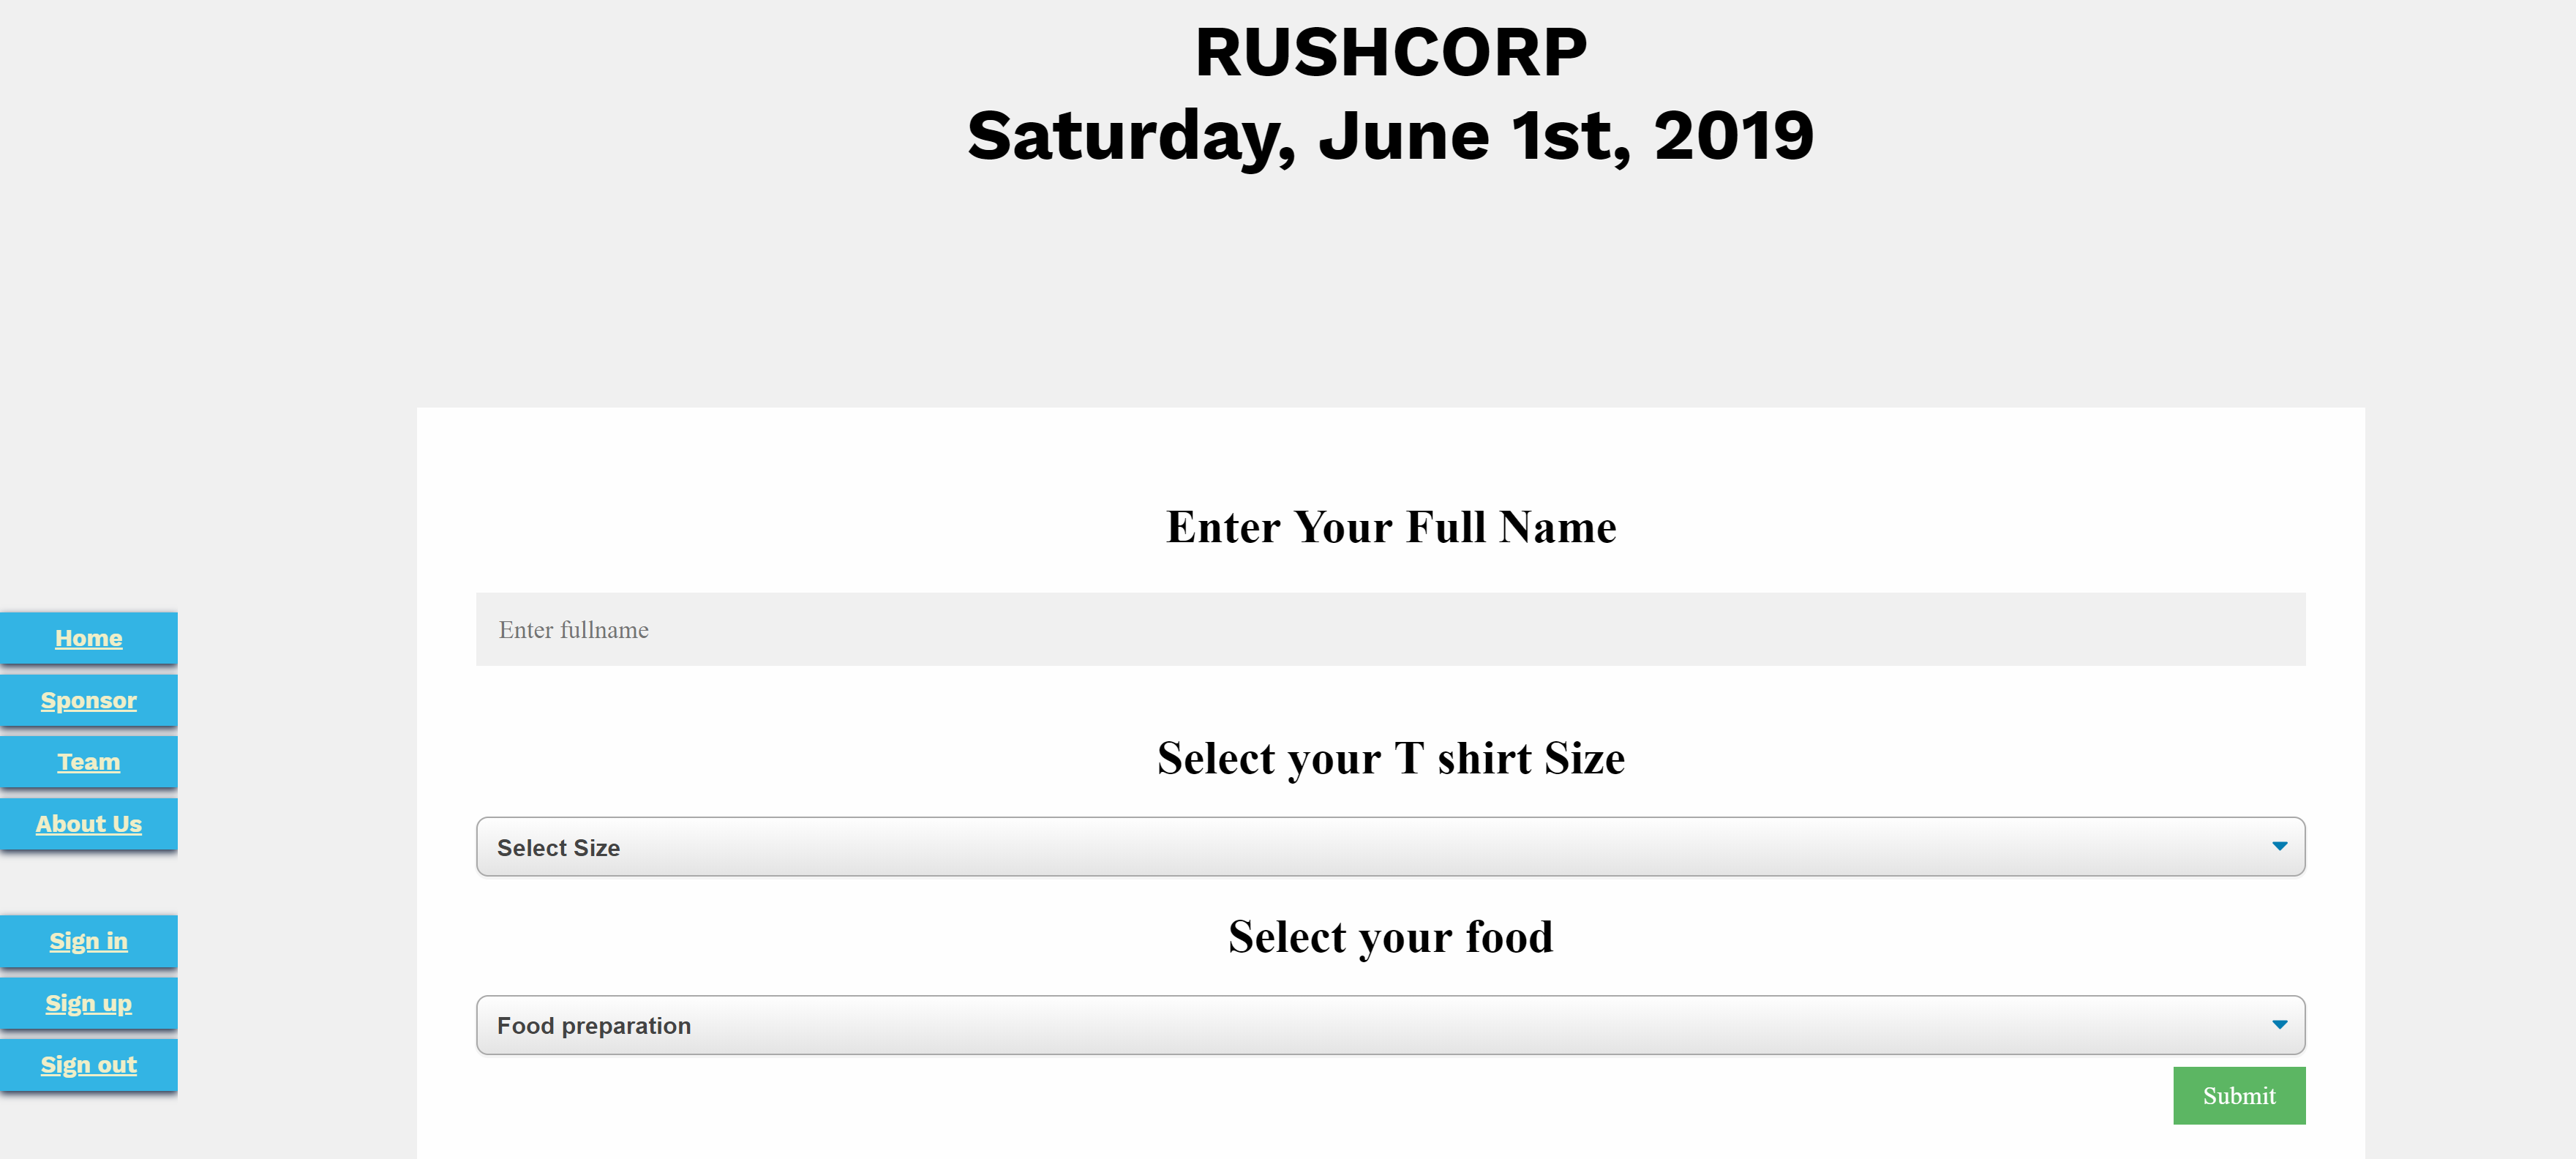 RUSHCORP
Saturday, June 1st, 2019
Enter Your Full Name
Enter fullname
Select your T shirt Size
Select Size
Select your food
Food preparation
Submit
Home
Sponsor
Team
About Us
Sign in
Sign up
Sign out